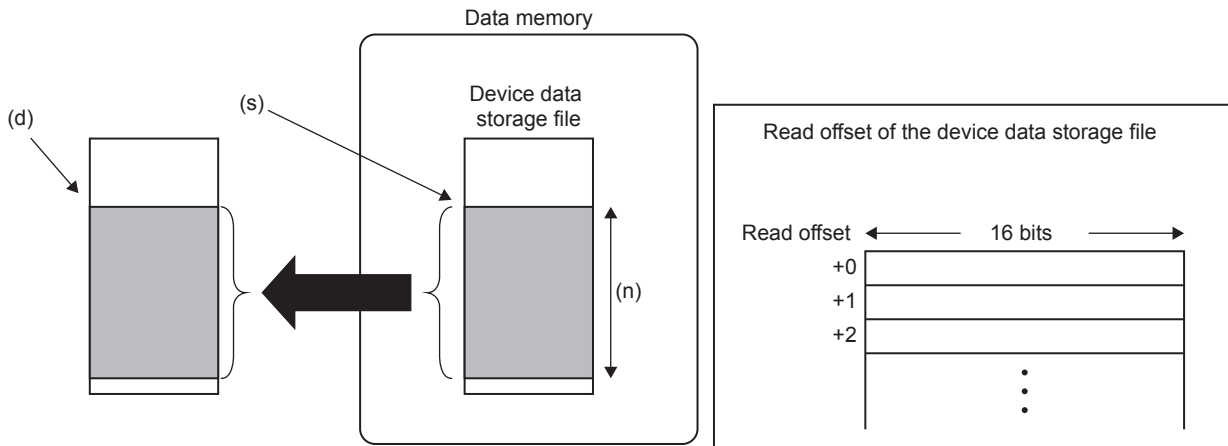 Data memory
(d)
(s)
Device data
storage file
(n)
Read offset of the device data storage file
Read offset
16 bits
+0
+1
+2